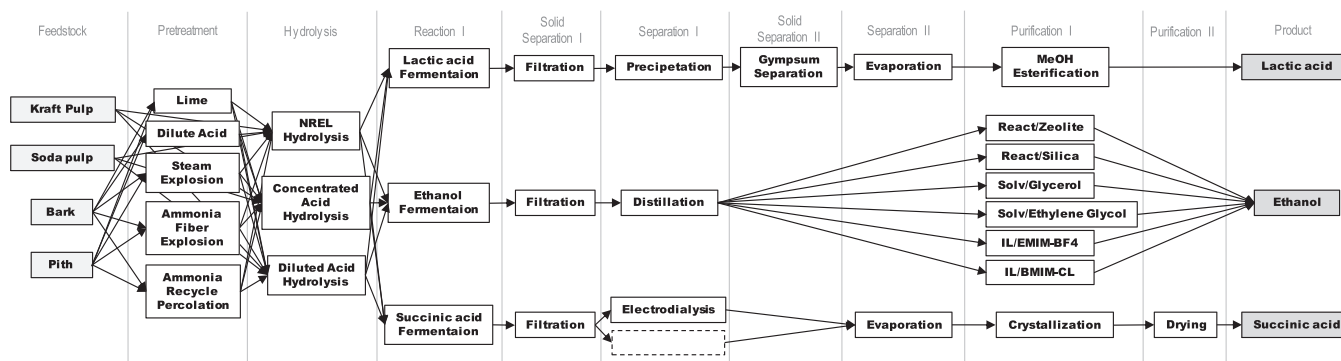 Feedstock
Pretreatment
Hydrolysis
Reaction I
Solid
Separation I
Separation I
Solid
Separation II
Separation II
Purification I
Purification II
Product
Lactic acid
Fermentaion
Filtration
Precipetation
Gympsum
Separation
Evaporation
MeOH
Esterification
Lactic acid
Kraft Pulp
Soda pulp
Bark
Pith
Lime
Dilute Acid
Steam
Explosion
Ammonia
Fiber
Explosion
Ammonia
Recycle
Percolation
NREL
Hydrolysis
Concentrated
Acid
Hydrolysis
Diluted Acid
Hydrolysis
Ethanol
Fermentaion
Filtration
Distillation
React/Zeolite
React/Silica
Solv/Glycerol
Solv/Ethylene Glycol
IL/EMIM-BF4
IL/BMIM-CL
Ethanol
Succinic acid
Fermentaion
Filtration
Electrodialysis
Evaporation
Crystallization
Drying
Succinic acid